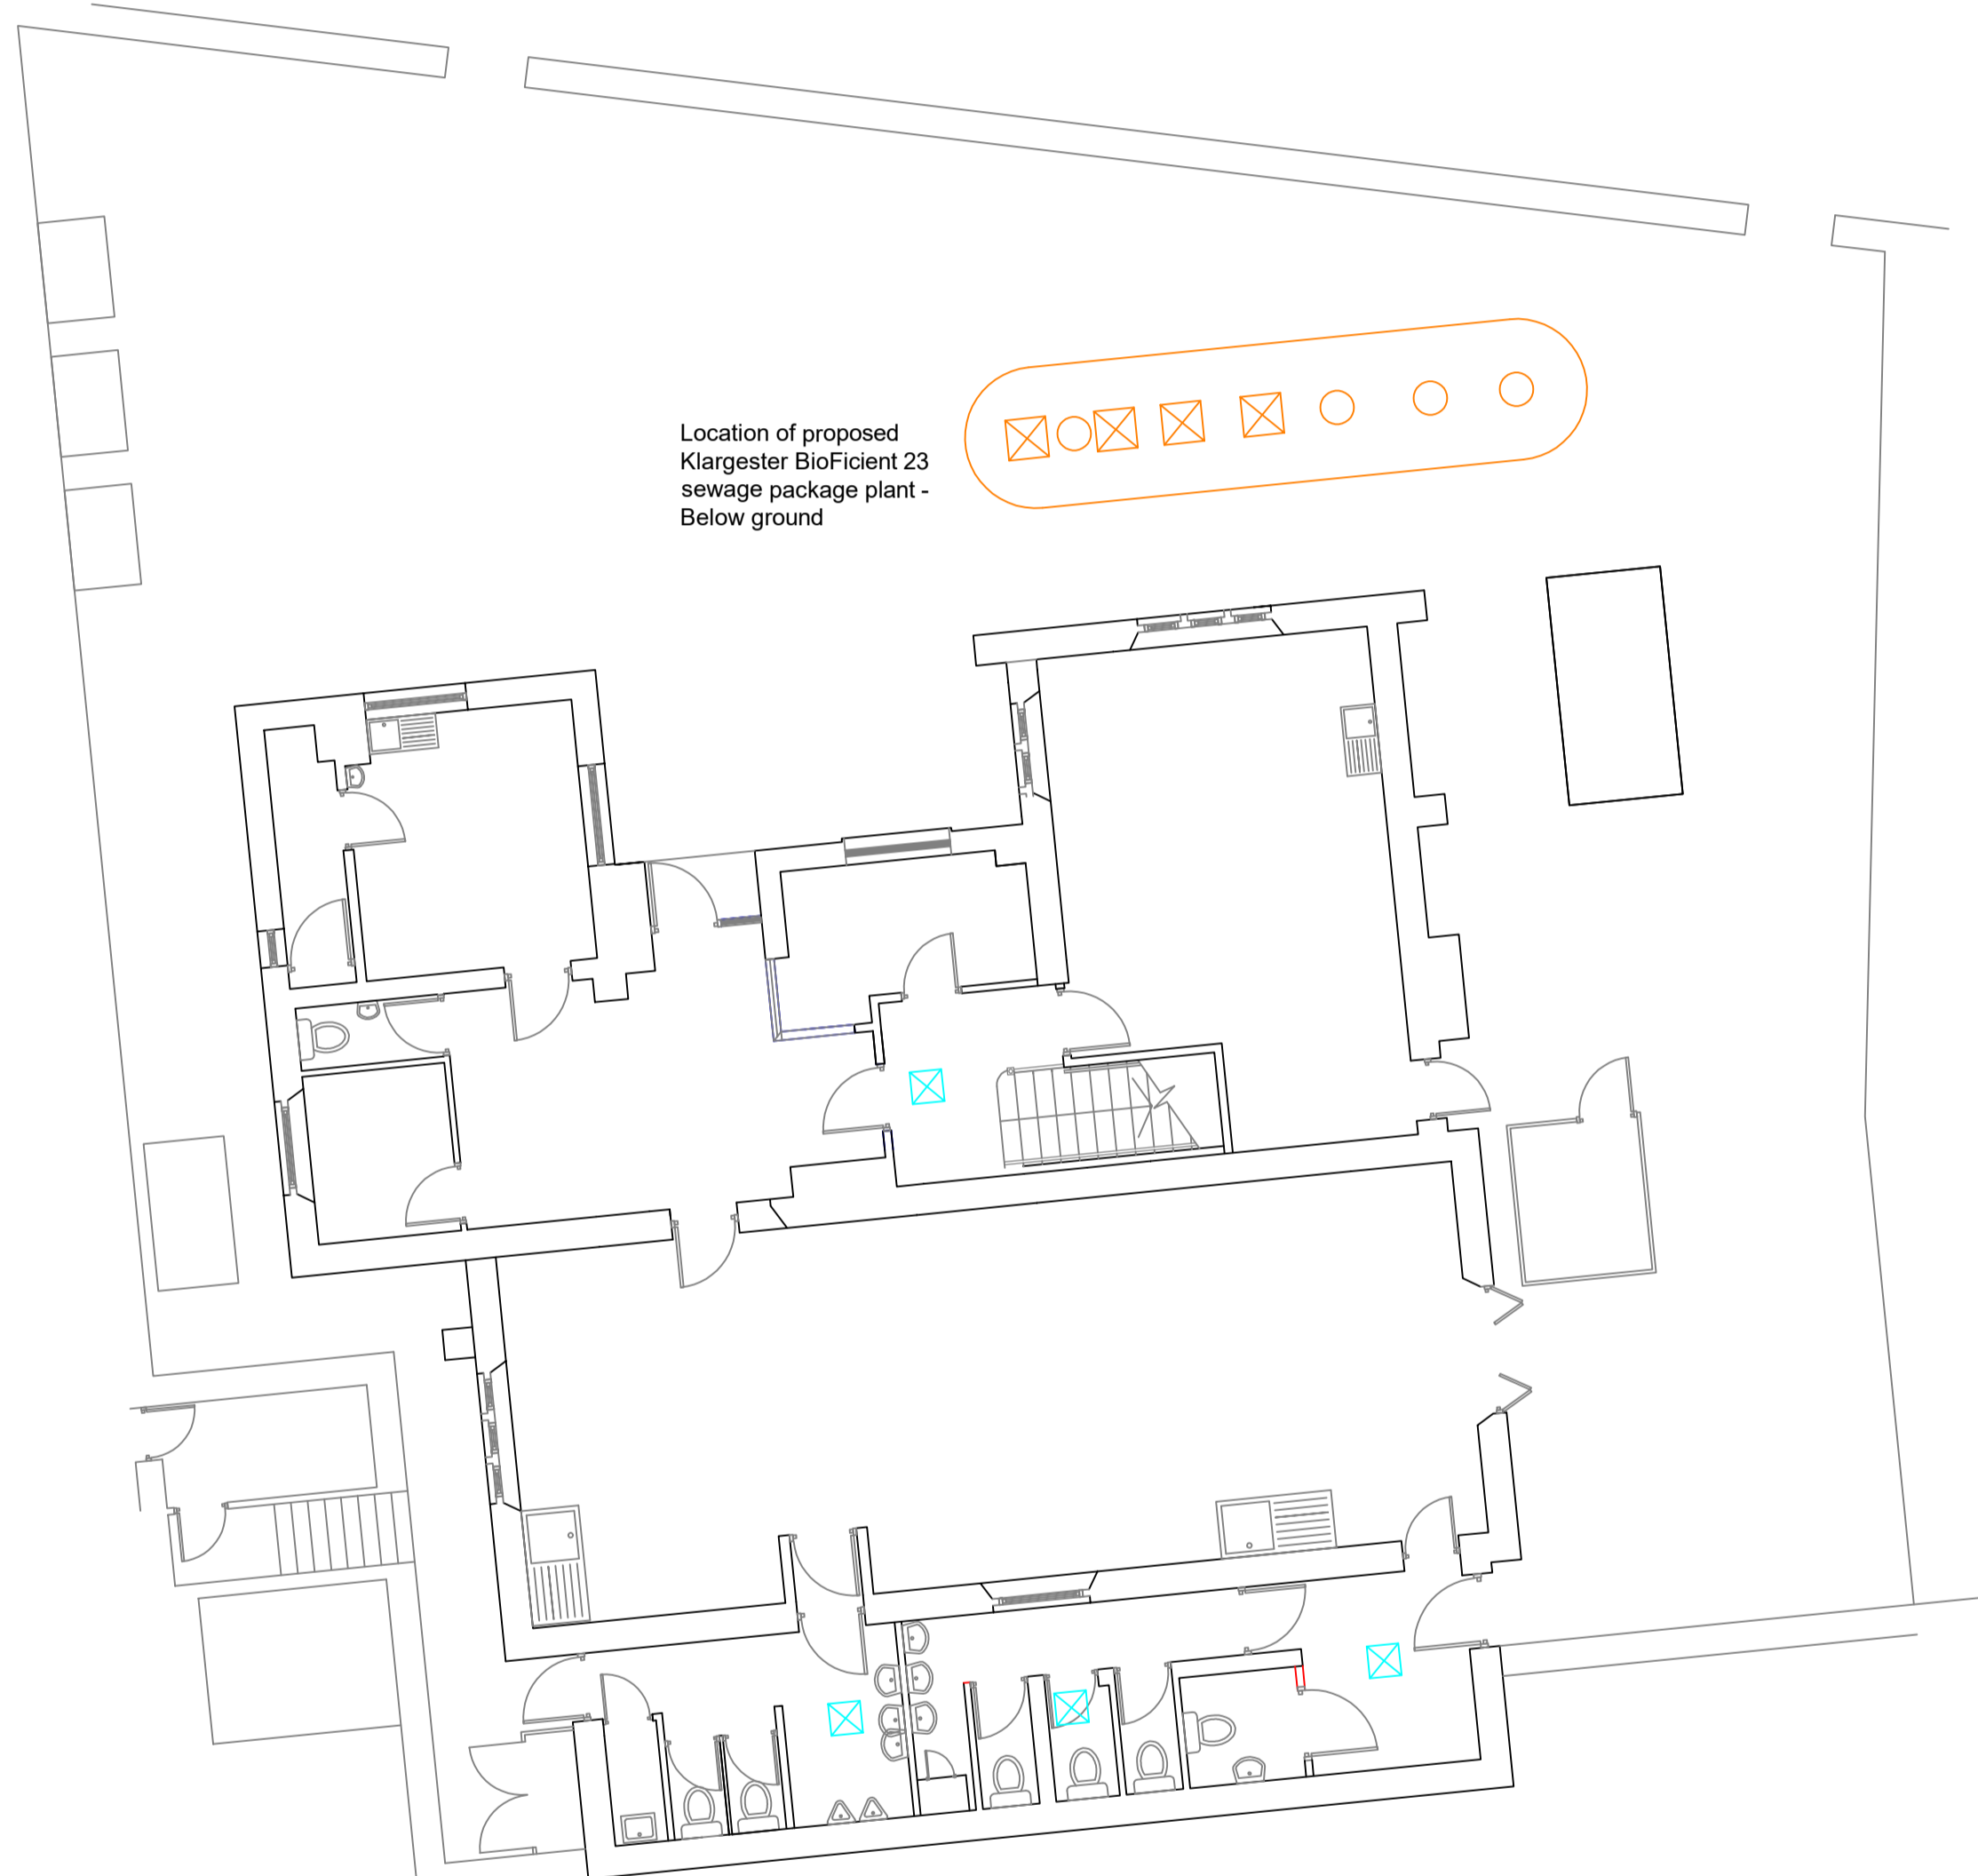 Location of proposed
Klargester BioFicient 23
sewage package plant -
Below ground